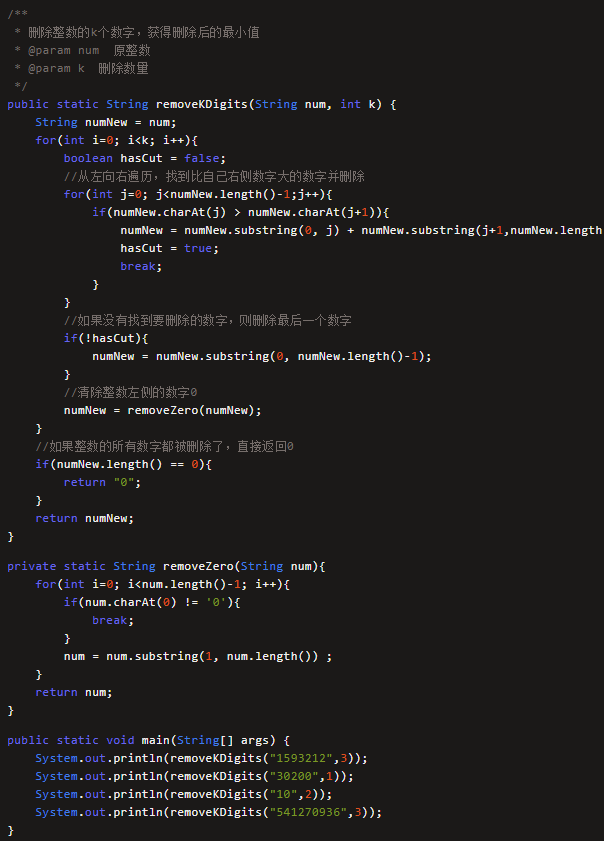 /**
 * 删除整数的k个数字，获得删除后的最小值
 * @param num  原整数
 * @param k  删除数量
 */
public static String removeKDigits(String num, int k) {
    String numNew = num;
    for(int i=0; i<k; i++){
        boolean hasCut = false;
        //从左向右遍历，找到比自己右侧数字大的数字并删除
        for(int j=0; j<numNew.length()-1;j++){
            if(numNew.charAt(j) > numNew.charAt(j+1)){
                numNew = numNew.substring(0, j) + numNew.substring(j+1,numNew.length
                hasCut = true;
                break;
            }
        }
        //如果没有找到要删除的数字，则删除最后一个数字
        if(!hasCut){
            numNew = numNew.substring(0, numNew.length()-1);
        }
        //清除整数左侧的数字0
        numNew = removeZero(numNew);
    }
    //如果整数的所有数字都被删除了，直接返回0
    if(numNew.length() == 0){
        return "0";
    }
    return numNew;
}
private static String removeZero(String num){
    for(int i=0; i<num.length()-1; i++){
        if(num.charAt(0) != '0'){
            break;
        }
        num = num.substring(1, num.length()) ;
    }
    return num;
}
public static void main(String[] args) {
    System.out.println(removeKDigits("1593212",3));
    System.out.println(removeKDigits("30200",1));
    System.out.println(removeKDigits("10",2));
    System.out.println(removeKDigits("541270936",3));
}